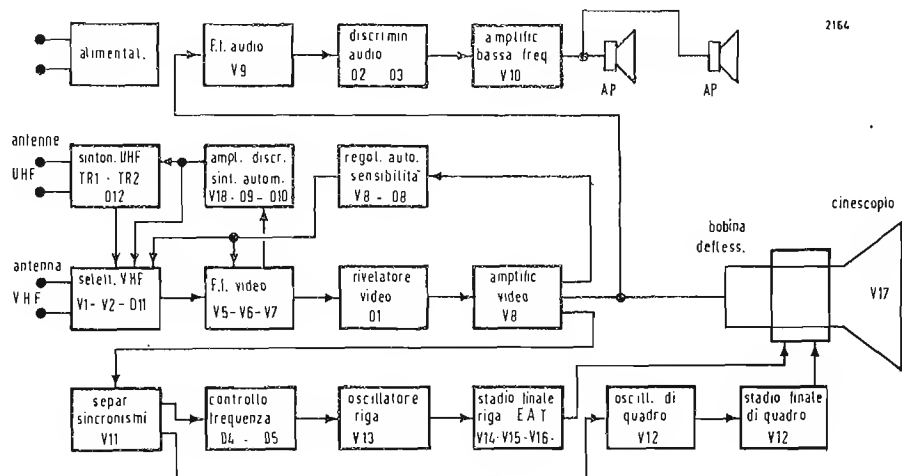 2164
alimental.
F.I. audio
V9
discrimin
audio
D2 D3
amplific
bassa freq.
V10
AP
AP
antenne
UHF
sinton. UHF
TR1 - TR2
D12
ampl. discr.
sint. autom.
V18 - D9 - D10
regol. auto.
sensibilità
V8 - D8
cinescopio
bobina
defless.
V17
antenna
VHF
selett. VHF
V1 - V2 - D11
F.I. video
V5 - V6 - V7
rivelatore
video
D1
amplific
video
V8
separ
sincronismi
V11
controllo
frequenza
D4 - D5
oscillatore
riga
V13
stadio finale
riga EAT
V14-V15-V16-
oscill. di
quadro
V12
stadio finale
di quadro
V12